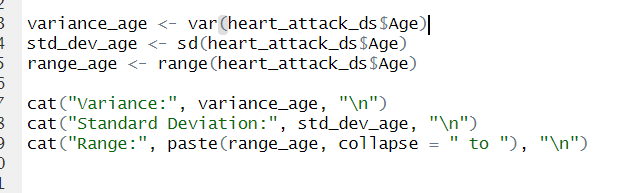 variance_age <- var(heart_attack_ds$Age)
std_dev_age <- sd(heart_attack_ds$Age)
range_age <- range(heart_attack_ds$Age)
cat("Variance:", variance_age, "\n")
cat("Standard Deviation:", std_dev_age, "\n")
cat("Range:", paste(range_age, collapse = " to "), "\n")